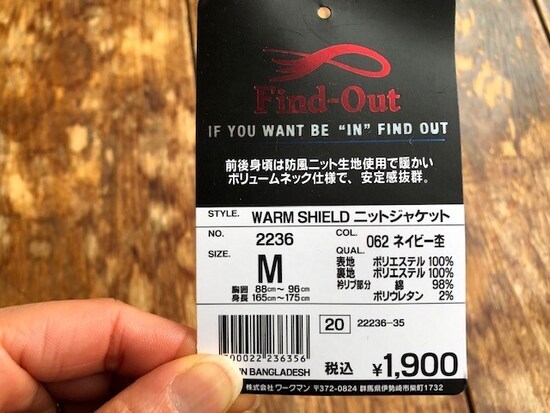 Find-Out
IF YOU WANT BE "IN" FIND OUT
前後身頃は防風ニット生地使用で暖かい
ボリュームネック仕様で、安定感抜群。
STYLE. WARM SHIELD ニットジャケット
NO. 2236 COL. 062 ネイビー杢
SIZE. M
胸囲 88cm~ 96cm
身長 165cm~175cm
QUAL.
表地 ポリエステル 100%
裏地 ポリエステル 100%
衿リブ部分 綿 98%
ポリウレタン 2%
20 22236-35
00022 236356
税込 ¥1,900
IN BANGLADESH
株式会社 ワークマン 〒372-0824 群馬県伊勢崎市柴町1732